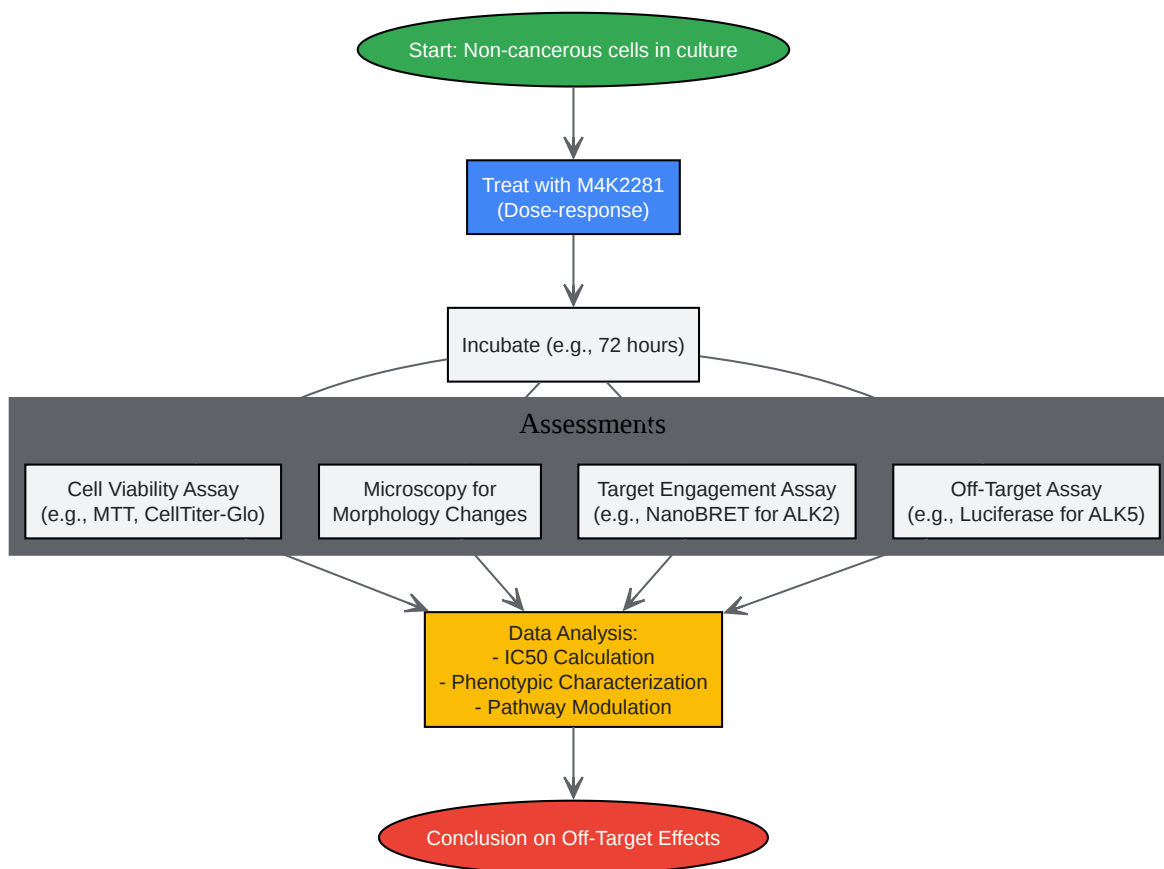 Start: Non-cancerous cells in culture
Treat with M4K2281
(Dose-response)
Incubate (e.g., 72 hours)
Assessments
Cell Viability Assay
(e.g., MTT, CellTiter-Glo)
Microscopy for
Morphology Changes
Target Engagement Assay
(e.g., NanoBRET for ALK2)
Off-Target Assay
(e.g., Luciferase for ALK5)
Data Analysis:
- IC50 Calculation
- Phenotypic Characterization
- Pathway Modulation
Conclusion on Off-Target Effects